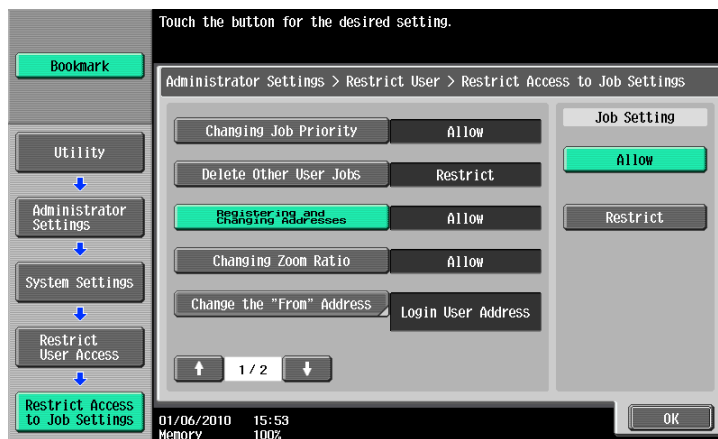 Touch the button for the desired setting.
Bookmark
Administrator Settings > Restrict User > Restrict Access to Job Settings
Utility
Administrator
Settings
System Settings
Restrict
User Access
Restrict Access
to Job Settings
Changing Job Priority
Allow
Delete Other User Jobs
Restrict
Registering and
Changing Addresses
Allow
Changing Zoom Ratio
Allow
Change the "From" Address
Login User Address
1/2
Job Setting
Allow
Restrict
01/06/2010 15:53
Memory 100%
OK